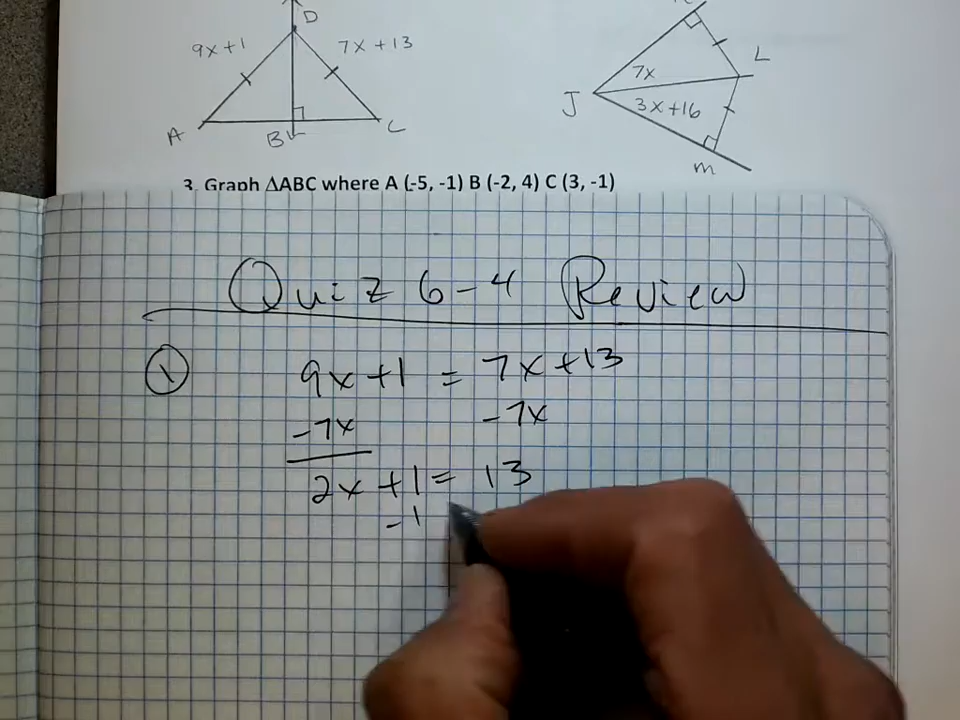 D
9x+1 7x+13 L
7x
J 3x+16
A B C
m
3. Graph ΔABC where A (-5, -1) B (-2, 4) C (3, -1)
Quiz 6-4 Review
1 9x+1 = 7x+13
-7x -7x
2x+1= 13
-1